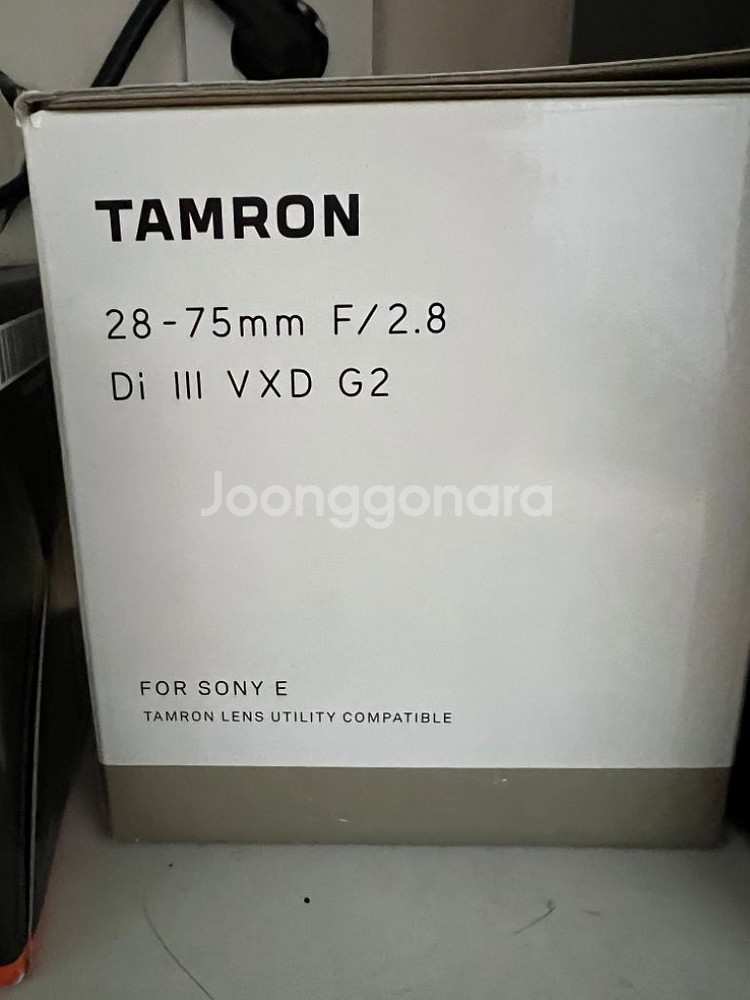 TAMRON
28-75mm F/2.8
Di III VXD G2
Joonggonara
FOR SONY E
TAMRON LENS UTILITY COMPATIBLE